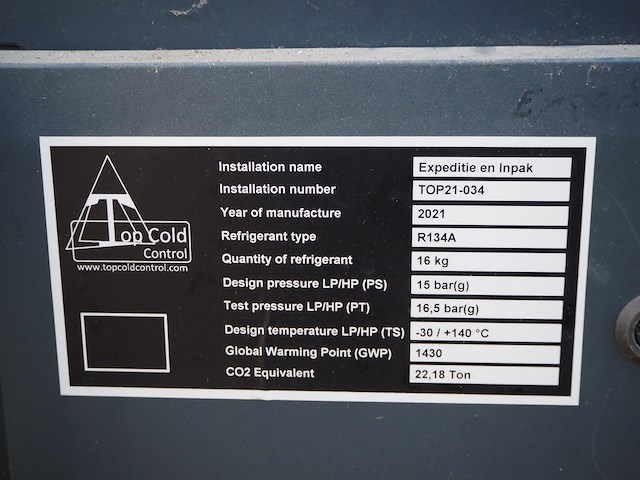 Top Cold
Control
www.topcoldcontrol.com
Installation name Expeditie en Inpak
Installation number TOP21-034
Year of manufacture 2021
Refrigerant type R134A
Quantity of refrigerant 16 kg
Design pressure LP/HP (PS) 15 bar(g)
Test pressure LP/HP (PT) 16,5 bar(g)
Design temperature LP/HP (TS) -30 / +140 °C
Global Warming Point (GWP) 1430
CO2 Equivalent 22,18 Ton